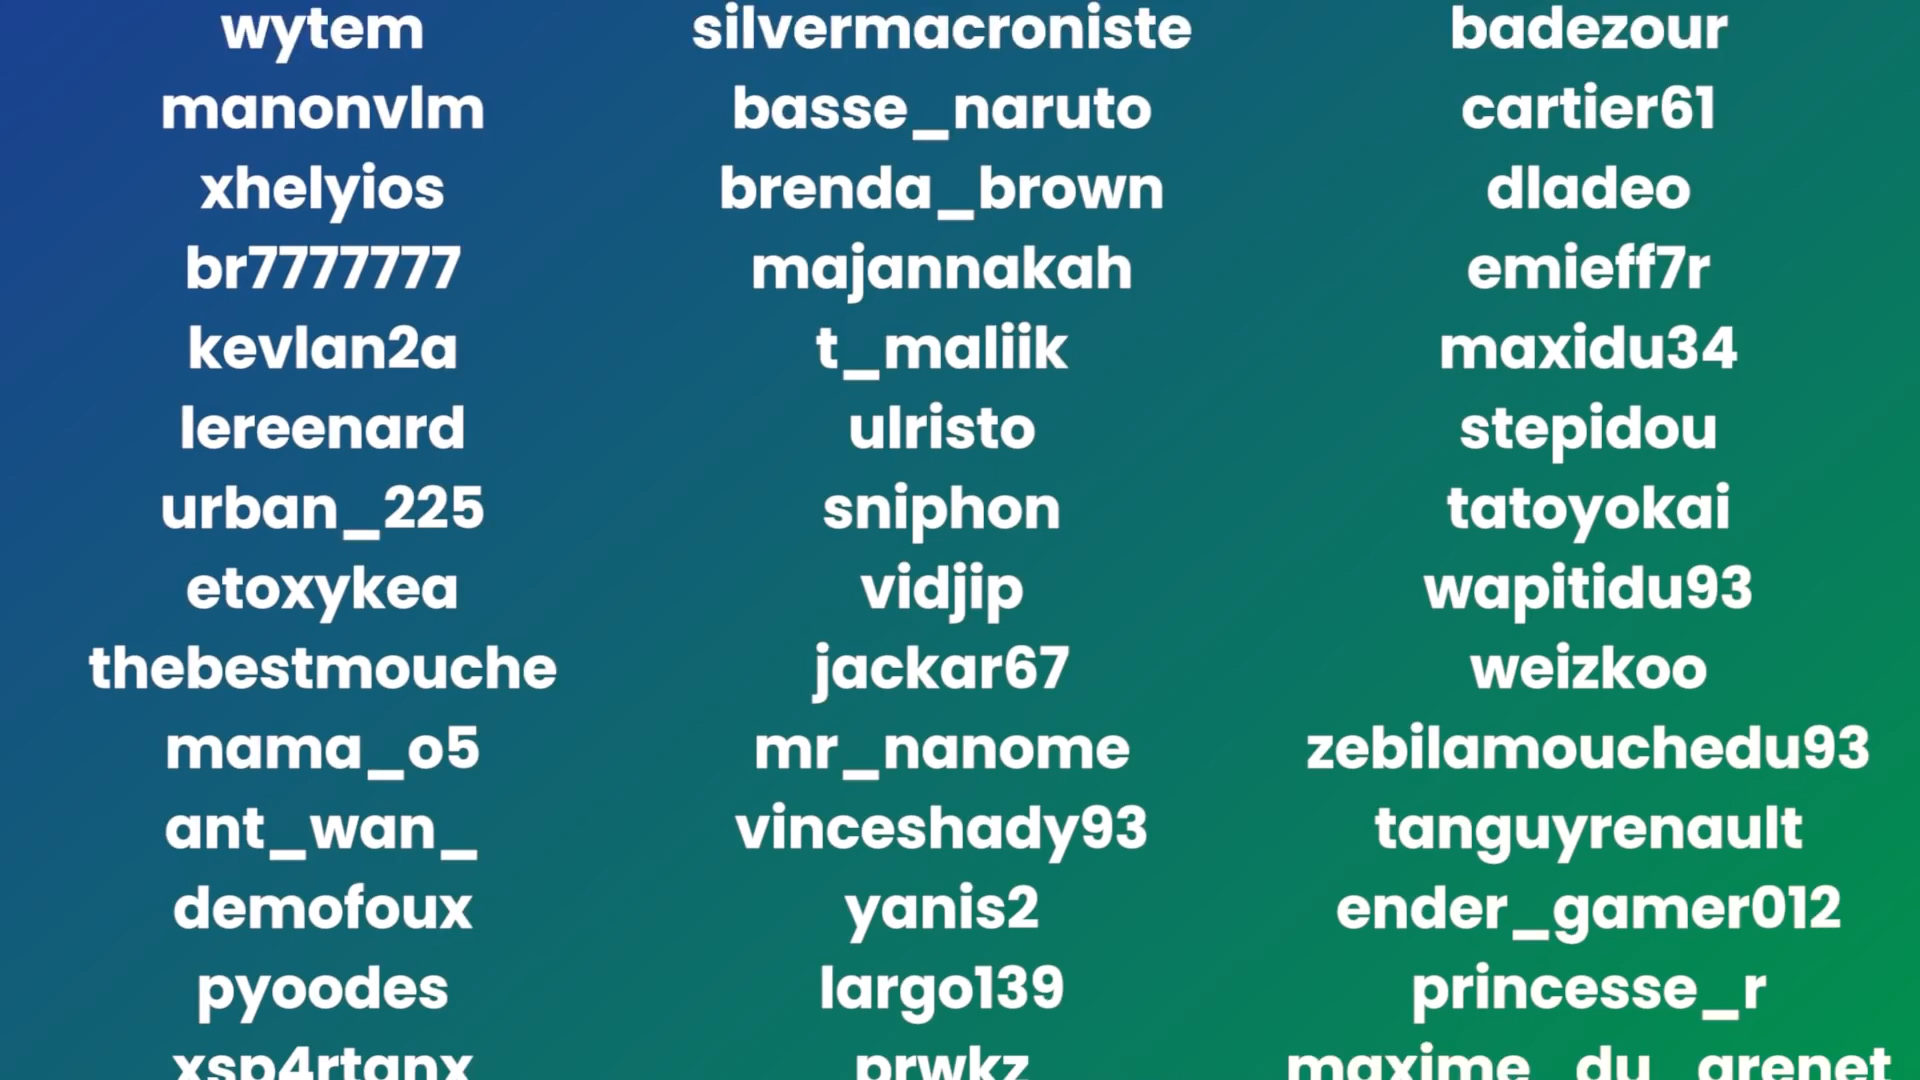 wytem silvermacroniste badezour
manonvlm basse_naruto cartier61
xhelyios brenda_brown dladeo
br7777777 majannakah emieff7r
kevlan2a t_maliik maxidu34
lereenard ulristo stepidou
urban_225 sniphon tatoyokai
etoxykea vidjip wapitidu93
thebestmouche jackar67 weizkoo
mama_o5 mr_nanome zebilamouchedu93
ant_wan_ vinceshady93 tanguyrenault
demofoux yanis2 ender_gamer012
pyoodes largo139 princesse_r
xsp4rtanx prwkz